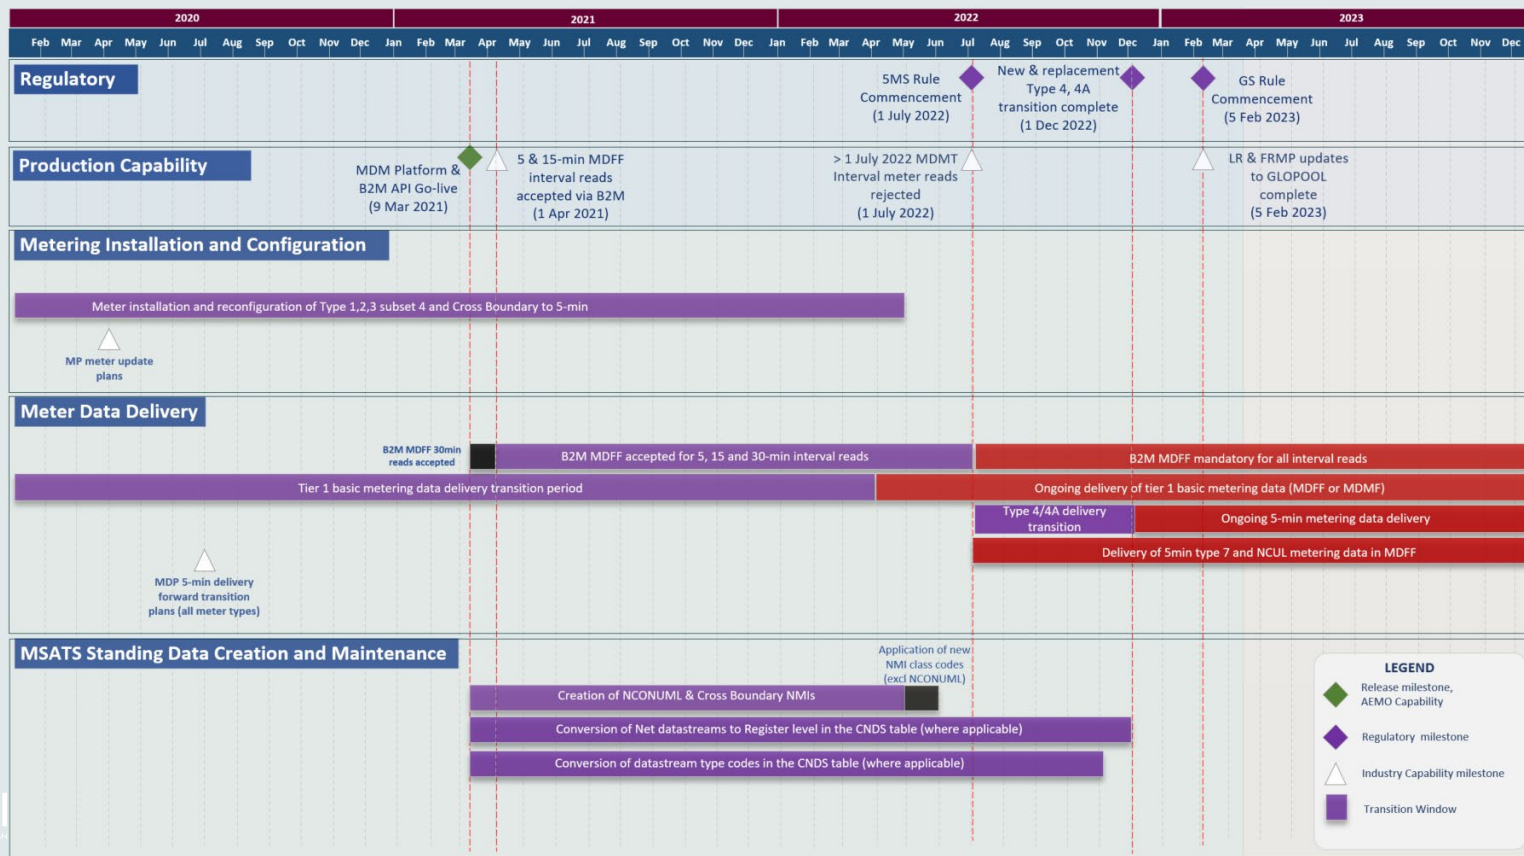 2020 2021 2022 2023
Feb Mar Apr May Jun Jul Aug Sep Oct Nov Dec Jan Feb Mar Apr May Jun Jul Aug Sep Oct Nov Dec Jan Feb Mar Apr May Jun Jul Aug Sep Oct Nov Dec Jan Feb Mar Apr May Jun Jul Aug Sep Oct Nov Dec
Regulatory
5MS Rule
Commencement
(1 July 2022)
New & replacement
Type 4, 4A
transition complete
(1 Dec 2022)
GS Rule
Commencement
(5 Feb 2023)
Production Capability
MDM Platform &
B2M API Go-live
(9 Mar 2021)
5 & 15-min MDFF
interval reads
accepted via B2M
(1 Apr 2021)
> 1 July 2022 MDMT
Interval meter reads
rejected
(1 July 2022)
LR & FRMP updates
to GLOPOOL
complete
(5 Feb 2023)
Metering Installation and Configuration
Meter installation and reconfiguration of Type 1,2,3 subset 4 and Cross Boundary to 5-min
MP meter update
plans
Meter Data Delivery
B2M MDFF 30min
reads accepted
B2M MDFF accepted for 5, 15 and 30-min interval reads
B2M MDFF mandatory for all interval reads
Tier 1 basic metering data delivery transition period
Ongoing delivery of tier 1 basic metering data (MDFF or MDMF)
Type 4/4A delivery
transition
Ongoing 5-min metering data delivery
Delivery of 5min type 7 and NCUL metering data in MDFF
MDP 5-min delivery
forward transition
plans (all meter types)
MSATS Standing Data Creation and Maintenance
Application of new
NMI class codes
(excl NCONUML)
Creation of NCONUML & Cross Boundary NMIs
Conversion of Net datastreams to Register level in the CNDS table (where applicable)
Conversion of datastream type codes in the CNDS table (where applicable)
LEGEND
Release milestone,
AEMO Capability
Regulatory milestone
Industry Capability milestone
Transition Window